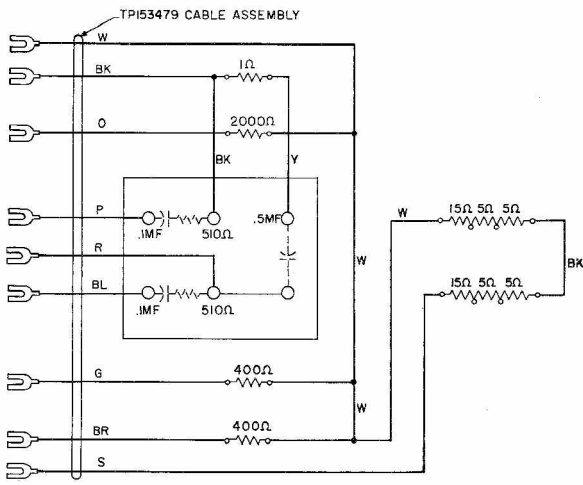 TP153479 CABLE ASSEMBLY
W
BK
1Ω
O
2000Ω
BK
Y
P
.1MF
510Ω
.5MF
R
BL
.1MF
510Ω
W
W
15Ω 5Ω 5Ω
BK
15Ω 5Ω 5Ω
G
400Ω
W
BR
400Ω
S